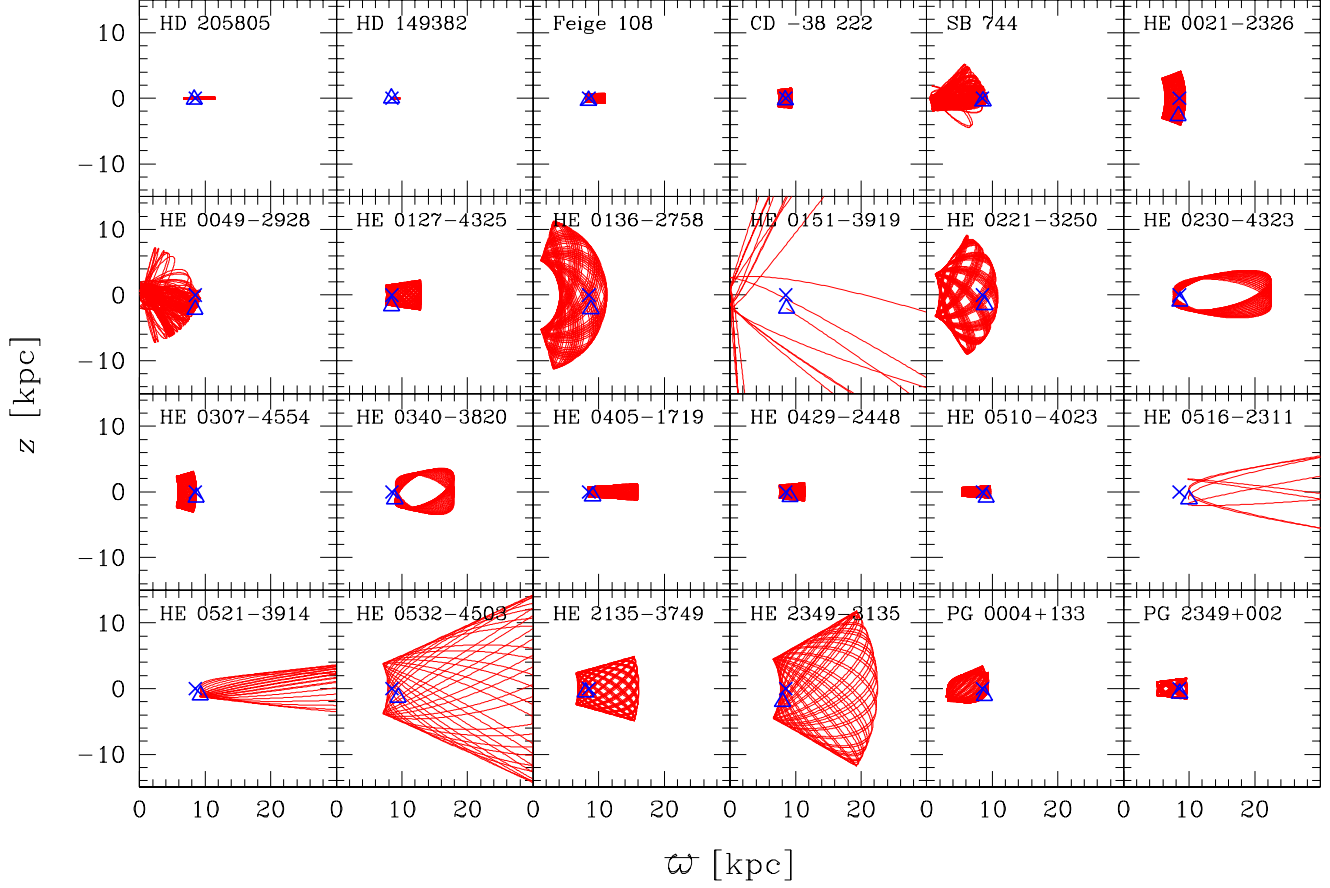 HD 205805 HD 149382 Feige 108 CD −38 222 SB 744 HE 0021−2326
10
0
−10
HE 0049−2928 HE 0127−4325 HE 0136−2758 HE 0151−3919 HE 0221−3250 HE 0230−4323
10
0
−10
z [kpc]
HE 0307−4554 HE 0340−3820 HE 0405−1719 HE 0429−2448 HE 0510−4023 HE 0516−2311
10
0
−10
HE 0521−3914 HE 0532−4503 HE 2135−3749 HE 2349−3135 PG 0004+133 PG 2349+002
10
0
−10
0 10 20 0 10 20 0 10 20 0 10 20 0 10 20 0 10 20 30
ϖ [kpc]